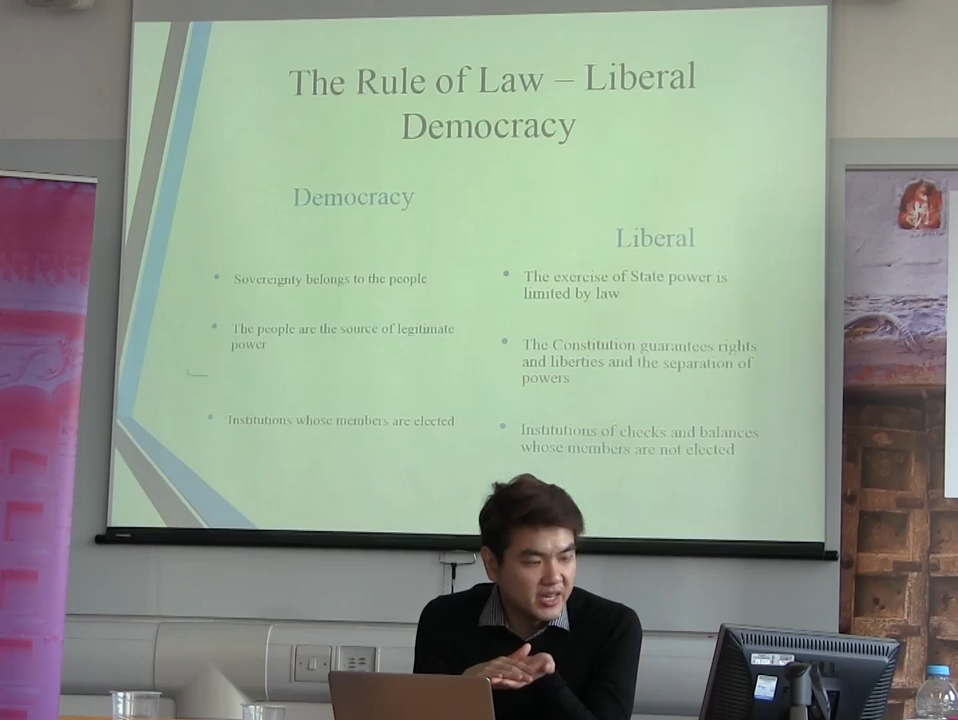 The Rule of Law – Liberal
Democracy
Democracy
Sovereignty belongs to the people
The people are the source of legitimate
power
Institutions whose members are elected
Liberal
The exercise of State power is
limited by law
The Constitution guarantees rights
and liberties and the separation of
powers
Institutions of checks and balances
whose members are not elected